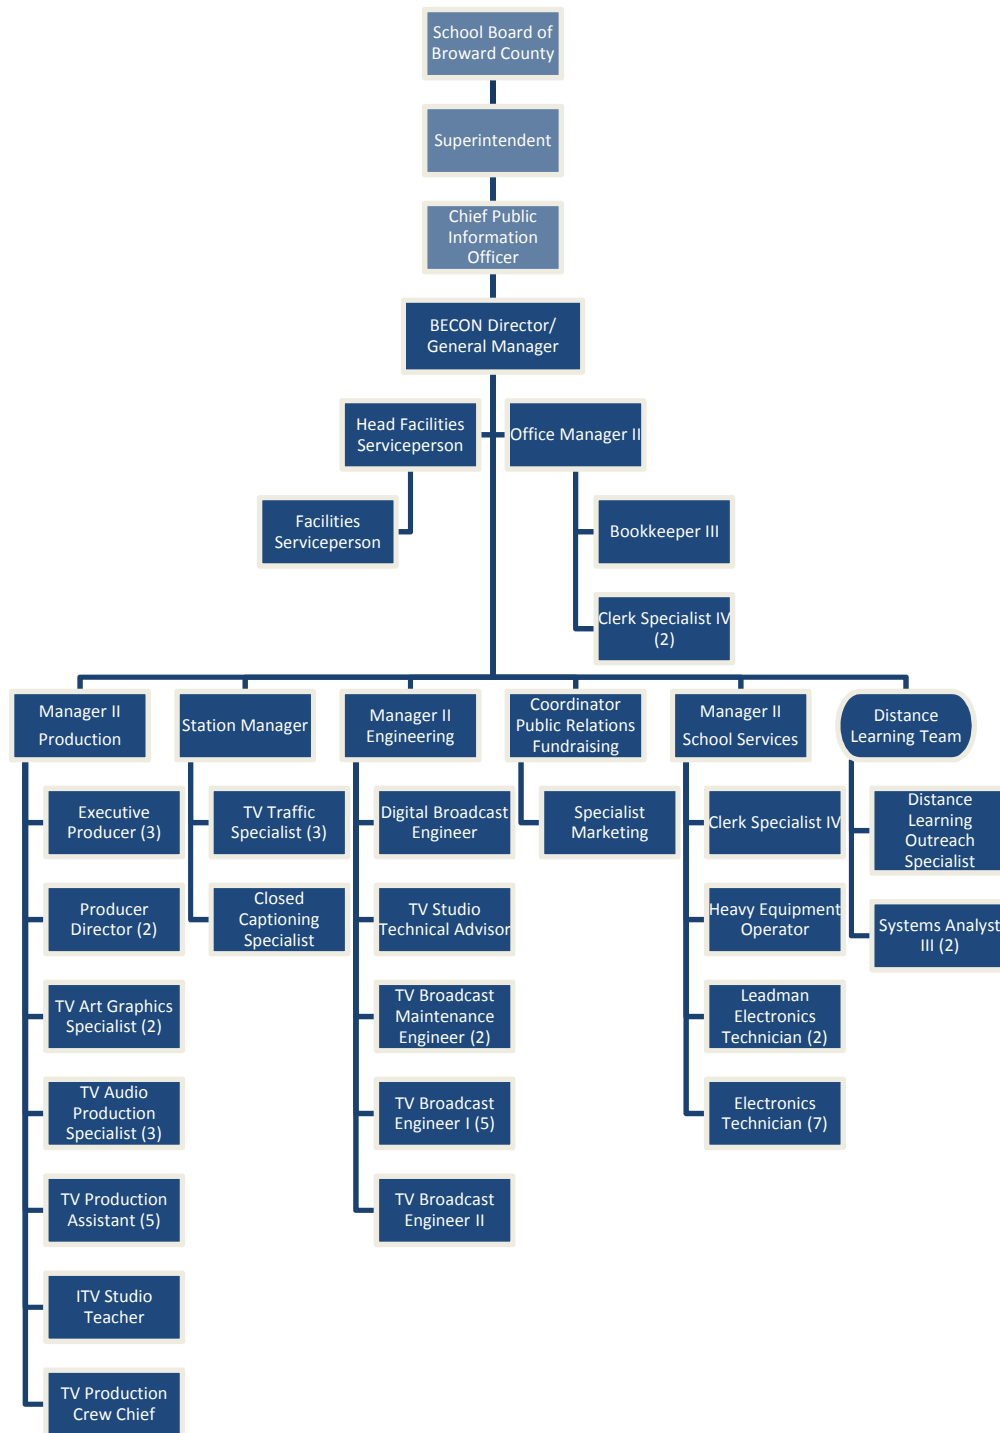 School Board of
Broward County
Superintendent
Chief Public
Information
Officer
BECON Director/
General Manager
Head Facilities
Serviceperson
Office Manager II
Facilities
Serviceperson
Bookkeeper III
Clerk Specialist IV
(2)
Manager II
Production
Station Manager
Manager II
Engineering
Coordinator
Public Relations
Fundraising
Manager II
School Services
Distance
Learning Team
Executive
Producer (3)
Producer
Director (2)
TV Art Graphics
Specialist (2)
TV Audio
Production
Specialist (3)
TV Production
Assistant (5)
ITV Studio
Teacher
TV Production
Crew Chief
TV Traffic
Specialist (3)
Closed
Captioning
Specialist
Digital Broadcast
Engineer
TV Studio
Technical Advisor
TV Broadcast
Maintenance
Engineer (2)
TV Broadcast
Engineer I (5)
TV Broadcast
Engineer II
Specialist
Marketing
Clerk Specialist IV
Heavy Equipment
Operator
Leadman
Electronics
Technician (2)
Electronics
Technician (7)
Distance
Learning
Outreach
Specialist
Systems Analyst
III (2)